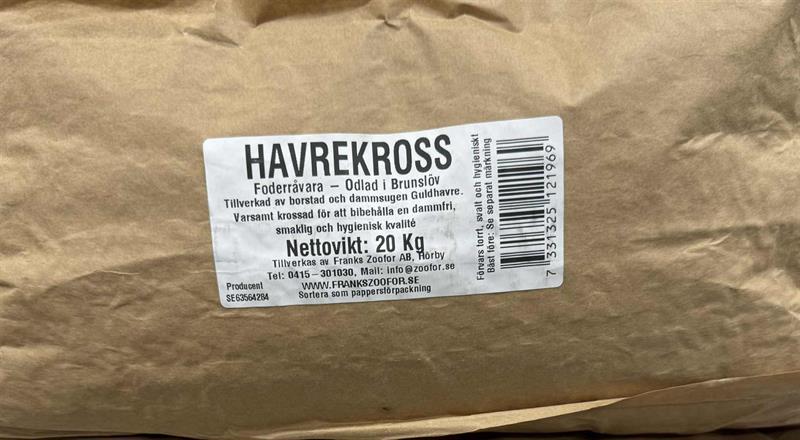 HAVREKROSS
Foderråvara – Odlad i Brunslöv
Tillverkad av borstad och dammsugen Guldhavre.
Varsamt krossad för att bibehålla en dammfri,
smaklig och hygienisk kvalité
Nettovikt: 20 Kg
Tillverkas av Franks Zoofor AB, Hörby
Tel: 0415–301030, Mail: info@zoofor.se
WWW.FRANKSZOOFOR.SE
Sortera som pappersförpackning
Producent
SE63564284
Förvars torrt, svalt och hygieniskt
Bäst före: Se separat märkning
7 331325 121969